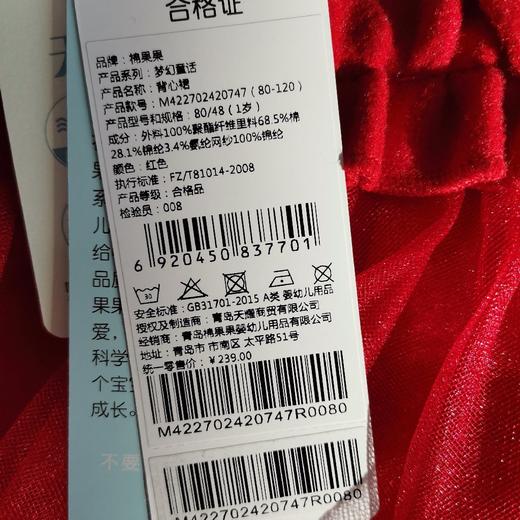 合格证
品牌：棉果果
产品系列：梦幻童话
产品名称：背心裙
产品款号：M422702420747（80-120）
产品型号和规格：80/48（1岁）
成分：外料100%聚酯纤维里料68.5%棉
28.1%锦纶3.4%氨纶网纱100%锦纶
颜色：红色
执行标准：FZ/T81014-2008
产品等级：合格品
检验员：008
6 920450 837701
30
安全标准：GB31701-2015 A类 婴幼儿用品
授权及制造商：青岛天耀商贸有限公司
经销商：青岛棉果果婴幼儿用品有限公司
地址：青岛市 市南区 太平路51号
统一零售价：￥239.00
M422702420747R0080
M422702420747R0080
果
系
儿
给
品
果果
爱，
科学
个宝
成长。
不要